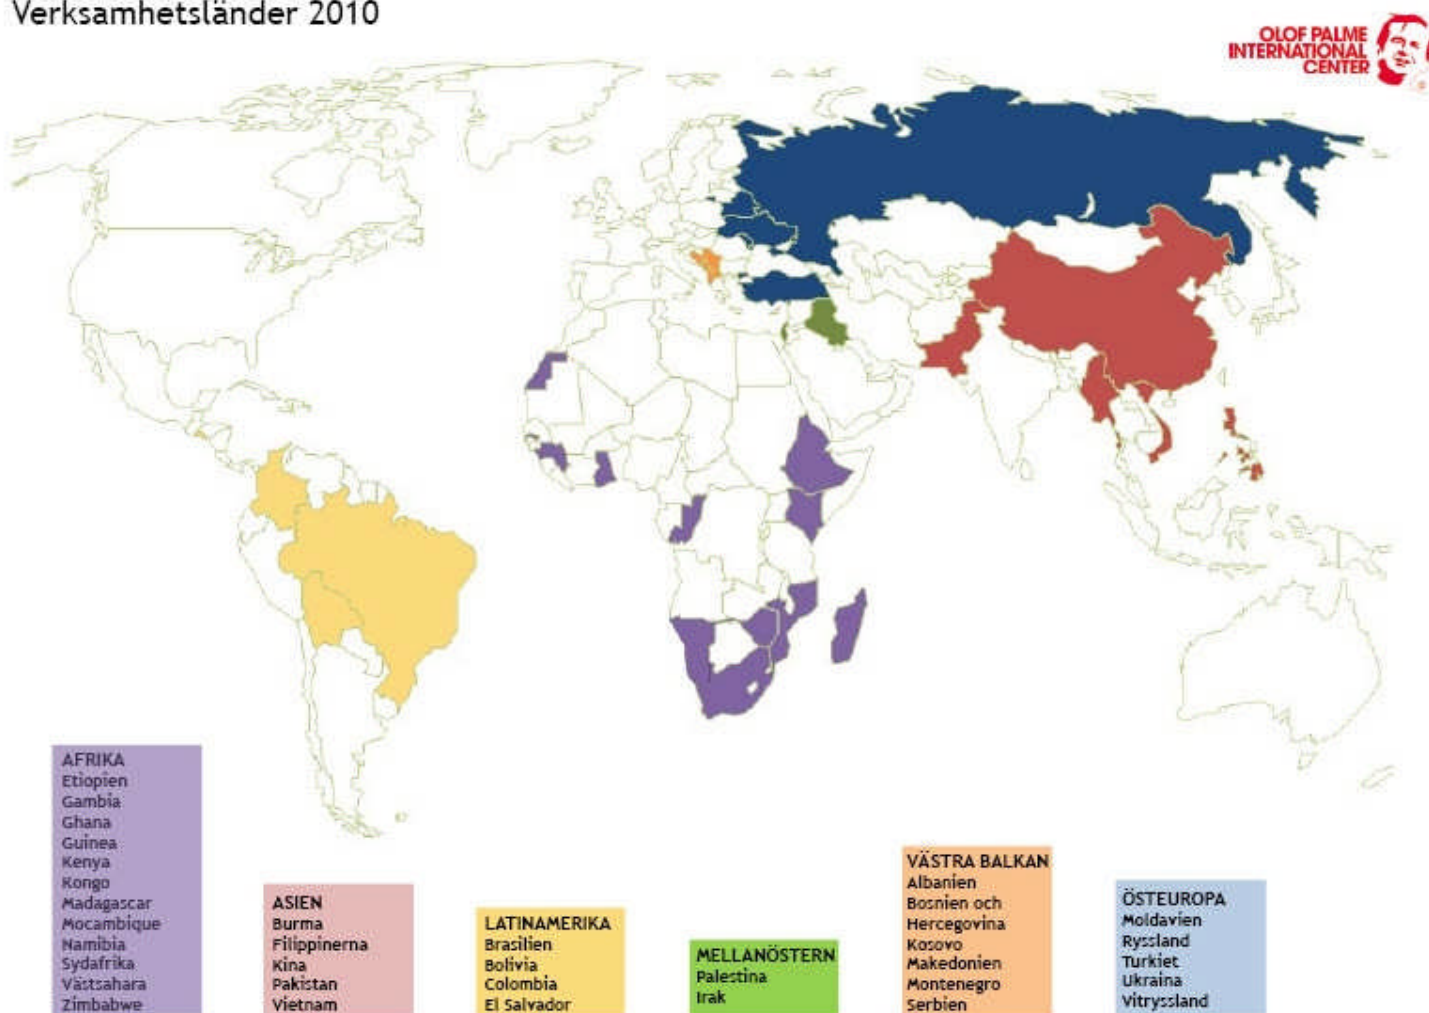 Verksamhetsländer 2010
OLOF PALME
INTERNATIONAL
CENTER
AFRIKA
Etiopien
Gambia
Ghana
Guinea
Kenya
Kongo
Madagascar
Mocambique
Namibia
Sydafrika
Västsahara
Zimbabwe
ASIEN
Burma
Filippinerna
Kina
Pakistan
Vietnam
LATINAMERIKA
Brasilien
Bolivia
Colombia
El Salvador
MELLANÖSTERN
Palestina
Irak
VÄSTRA BALKAN
Albanien
Bosnien och
Hercegovina
Kosovo
Makedonien
Montenegro
Serbien
ÖSTEUROPA
Moldavien
Ryssland
Turkiet
Ukraina
Vitryssland